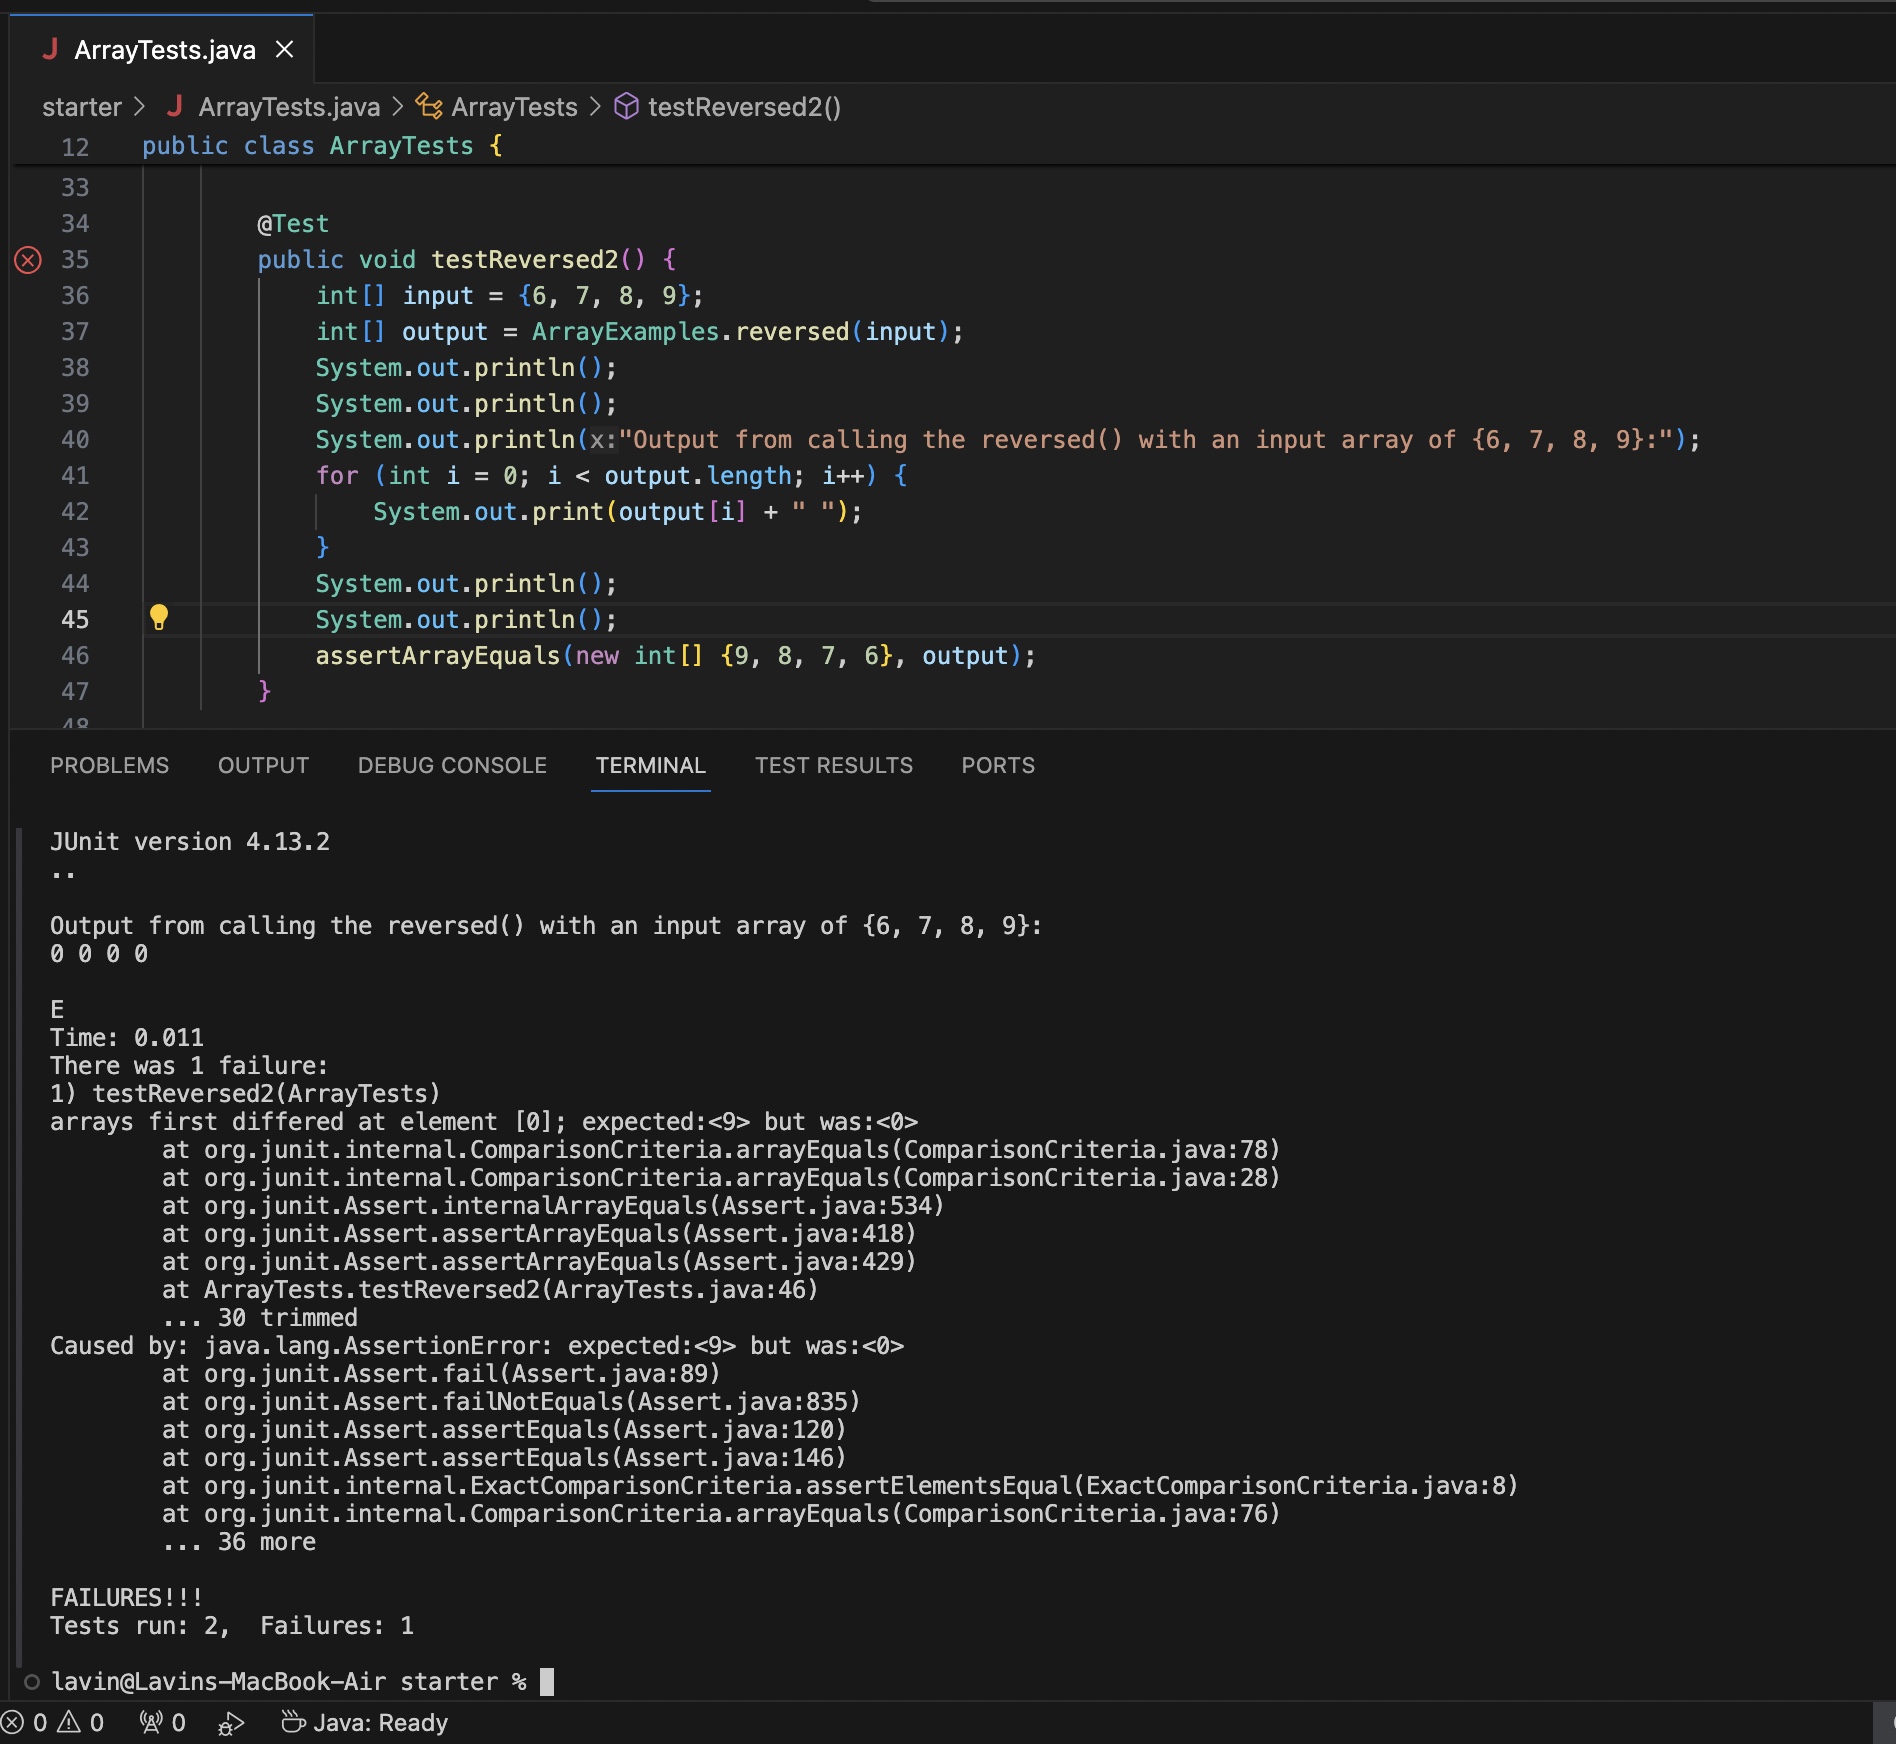 J ArrayTests.java ×
starter > J ArrayTests.java > ArrayTests > testReversed2()
12 public class ArrayTests {
33
34 @Test
35 public void testReversed2() {
36 int[] input = {6, 7, 8, 9};
37 int[] output = ArrayExamples.reversed(input);
38 System.out.println();
39 System.out.println();
40 System.out.println(x:"Output from calling the reversed() with an input array of {6, 7, 8, 9}:");
41 for (int i = 0; i < output.length; i++) {
42 System.out.print(output[i] + " ");
43 }
44 System.out.println();
45 System.out.println();
46 assertArrayEquals(new int[] {9, 8, 7, 6}, output);
47 }
48
PROBLEMS OUTPUT DEBUG CONSOLE TERMINAL TEST RESULTS PORTS
JUnit version 4.13.2
..
Output from calling the reversed() with an input array of {6, 7, 8, 9}:
0 0 0 0
E
Time: 0.011
There was 1 failure:
1) testReversed2(ArrayTests)
arrays first differed at element [0]; expected:<9> but was:<0>
at org.junit.internal.ComparisonCriteria.arrayEquals(ComparisonCriteria.java:78)
at org.junit.internal.ComparisonCriteria.arrayEquals(ComparisonCriteria.java:28)
at org.junit.Assert.internalArrayEquals(Assert.java:534)
at org.junit.Assert.assertArrayEquals(Assert.java:418)
at org.junit.Assert.assertArrayEquals(Assert.java:429)
at ArrayTests.testReversed2(ArrayTests.java:46)
... 30 trimmed
Caused by: java.lang.AssertionError: expected:<9> but was:<0>
at org.junit.Assert.fail(Assert.java:89)
at org.junit.Assert.failNotEquals(Assert.java:835)
at org.junit.Assert.assertEquals(Assert.java:120)
at org.junit.Assert.assertEquals(Assert.java:146)
at org.junit.internal.ExactComparisonCriteria.assertElementsEqual(ExactComparisonCriteria.java:8)
at org.junit.internal.ComparisonCriteria.arrayEquals(ComparisonCriteria.java:76)
... 36 more
FAILURES!!!
Tests run: 2,  Failures: 1
lavin@Lavins-MacBook-Air starter %
0 0 0 Java: Ready